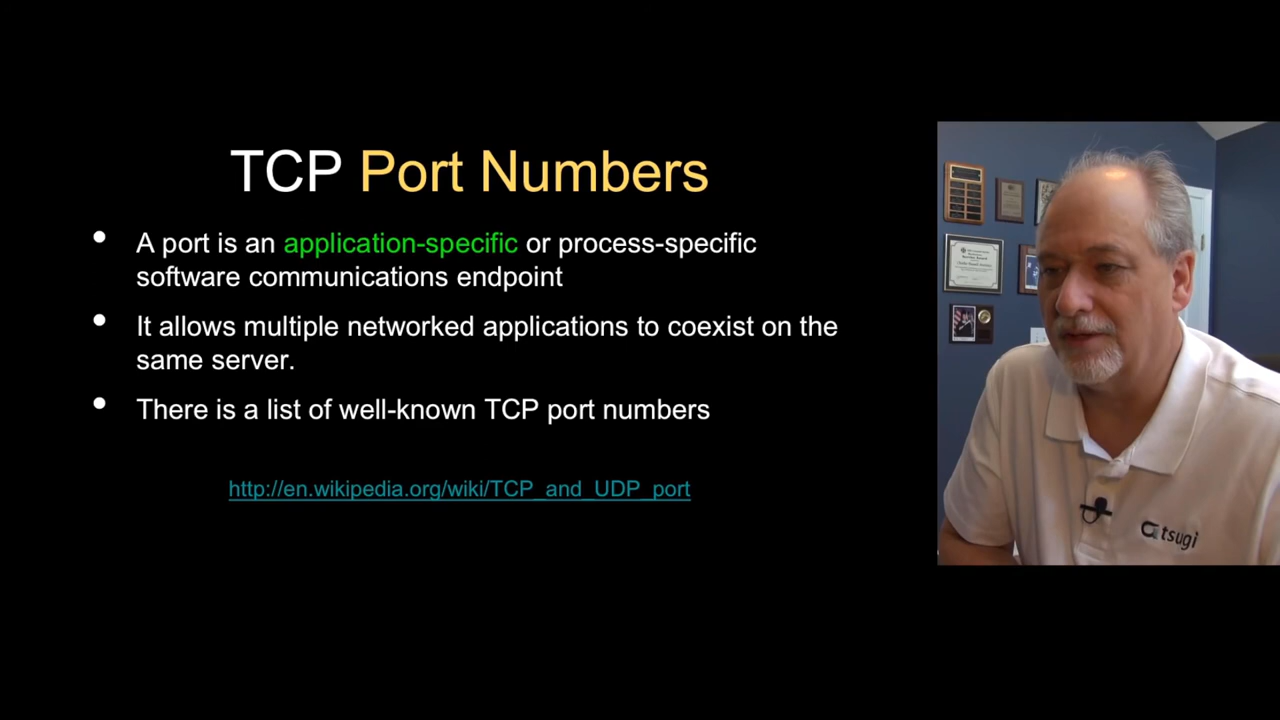 TCP Port Numbers
• A port is an application-specific or process-specific
software communications endpoint
• It allows multiple networked applications to coexist on the
same server.
• There is a list of well-known TCP port numbers
http://en.wikipedia.org/wiki/TCP_and_UDP_port
tsugi